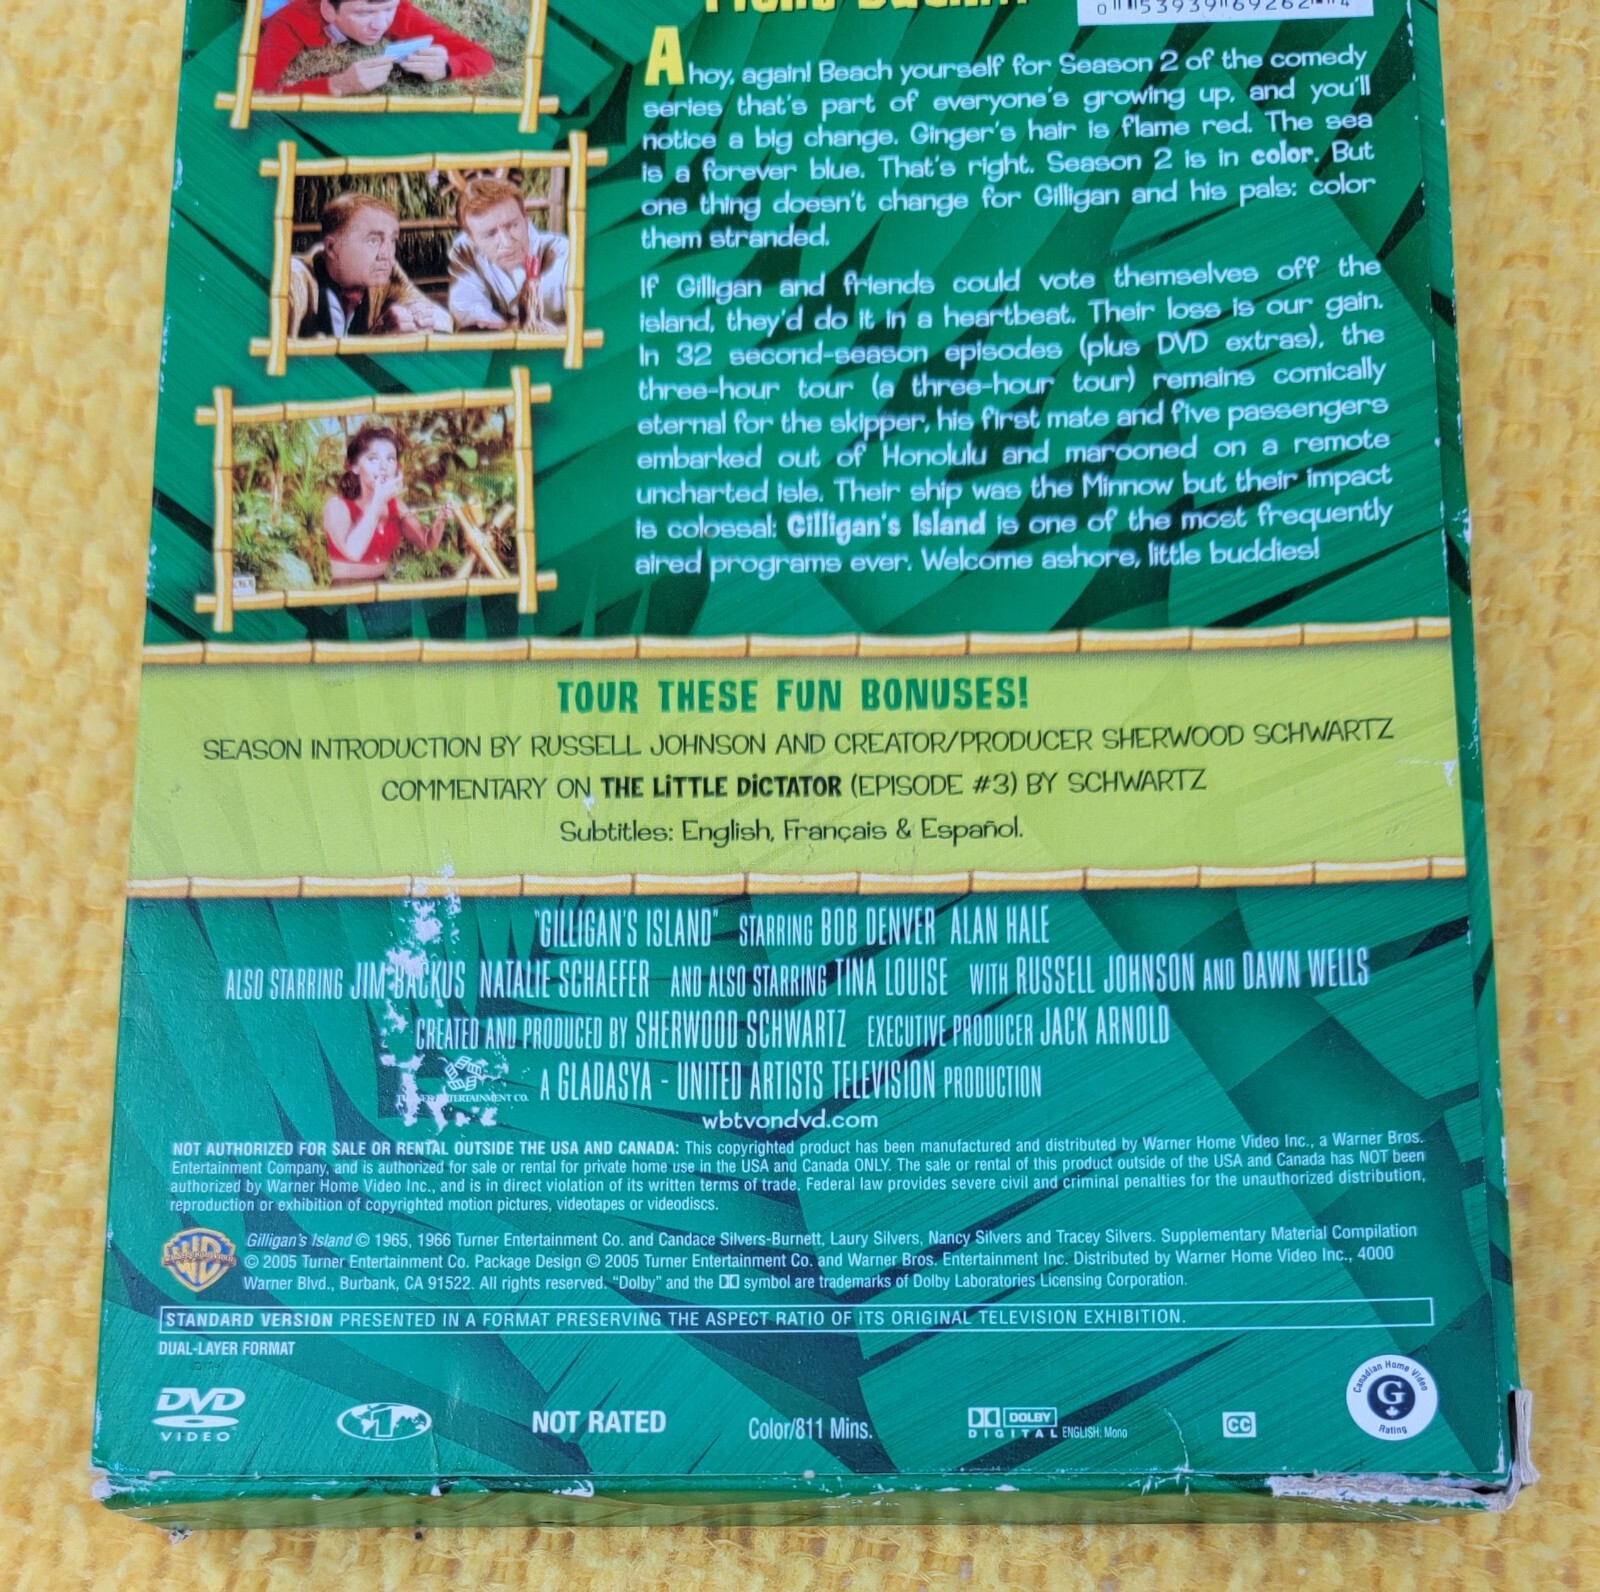 0 53939 69262 4
Ahoy, again! Beach yourself for Season 2 of the comedy
series that's part of everyone's growing up, and you'll
notice a big change. Ginger's hair is flame red. The sea
is a forever blue. That's right. Season 2 is in color. But
one thing doesn't change for Gilligan and his pals: color
them stranded.
If Gilligan and friends could vote themselves off the
island, they'd do it in a heartbeat. Their loss is our gain.
In 32 second-season episodes (plus DVD extras), the
three-hour tour (a three-hour tour) remains comically
eternal for the skipper, his first mate and five passengers
embarked out of Honolulu and marooned on a remote
uncharted isle. Their ship was the Minnow but their impact
is colossal: Gilligan's Island is one of the most frequently
aired programs ever. Welcome ashore, little buddies!
TOUR THESE FUN BONUSES!
SEASON INTRODUCTION BY RUSSELL JOHNSON AND CREATOR/PRODUCER SHERWOOD SCHWARTZ
COMMENTARY ON THE LiTTLE DiCTATOR (EPISODE #3) BY SCHWARTZ
Subtitles: English, Français & Español.
"GILLIGAN'S ISLAND" STARRING BOB DENVER ALAN HALE
ALSO STARRING JIM BACKUS NATALIE SCHAEFER AND ALSO STARRING TINA LOUISE WITH RUSSELL JOHNSON AND DAWN WELLS
CREATED AND PRODUCED BY SHERWOOD SCHWARTZ EXECUTIVE PRODUCER JACK ARNOLD
TURNER ENTERTAINMENT CO. A GLADASYA - UNITED ARTISTS TELEVISION PRODUCTION
wbtvondvd.com
NOT AUTHORIZED FOR SALE OR RENTAL OUTSIDE THE USA AND CANADA: This copyrighted product has been manufactured and distributed by Warner Home Video Inc., a Warner Bros.
Entertainment Company, and is authorized for sale or rental for private home use in the USA and Canada ONLY. The sale or rental of this product outside of the USA and Canada has NOT been
authorized by Warner Home Video Inc., and is in direct violation of its written terms of trade. Federal law provides severe civil and criminal penalties for the unauthorized distribution,
reproduction or exhibition of copyrighted motion pictures, videotapes or videodiscs.
Gilligan's Island © 1965, 1966 Turner Entertainment Co. and Candace Silvers-Burnett, Laury Silvers, Nancy Silvers and Tracey Silvers. Supplementary Material Compilation
© 2005 Turner Entertainment Co. Package Design © 2005 Turner Entertainment Co. and Warner Bros. Entertainment Inc. Distributed by Warner Home Video Inc., 4000
Warner Blvd., Burbank, CA 91522. All rights reserved. "Dolby" and the DD symbol are trademarks of Dolby Laboratories Licensing Corporation.
STANDARD VERSION PRESENTED IN A FORMAT PRESERVING THE ASPECT RATIO OF ITS ORIGINAL TELEVISION EXHIBITION.
DUAL-LAYER FORMAT
DVD VIDEO 1 NOT RATED Color/811 Mins. DOLBY DIGITAL ENGLISH: Mono CC Canadian Home Video G Rating